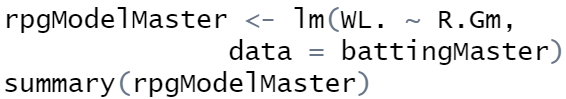 rpgModelMaster <- lm(WL. ~ R.Gm,
data = battingMaster)
summary(rpgModelMaster)